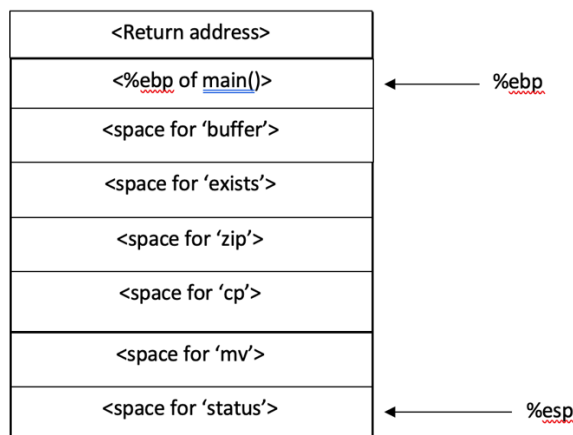 <Return address>
<%ebp of main()>
%ebp
<space for ‘buffer’>
<space for ‘exists’>
<space for ‘zip’>
<space for ‘cp’>
<space for ‘mv’>
<space for ‘status’>
%esp